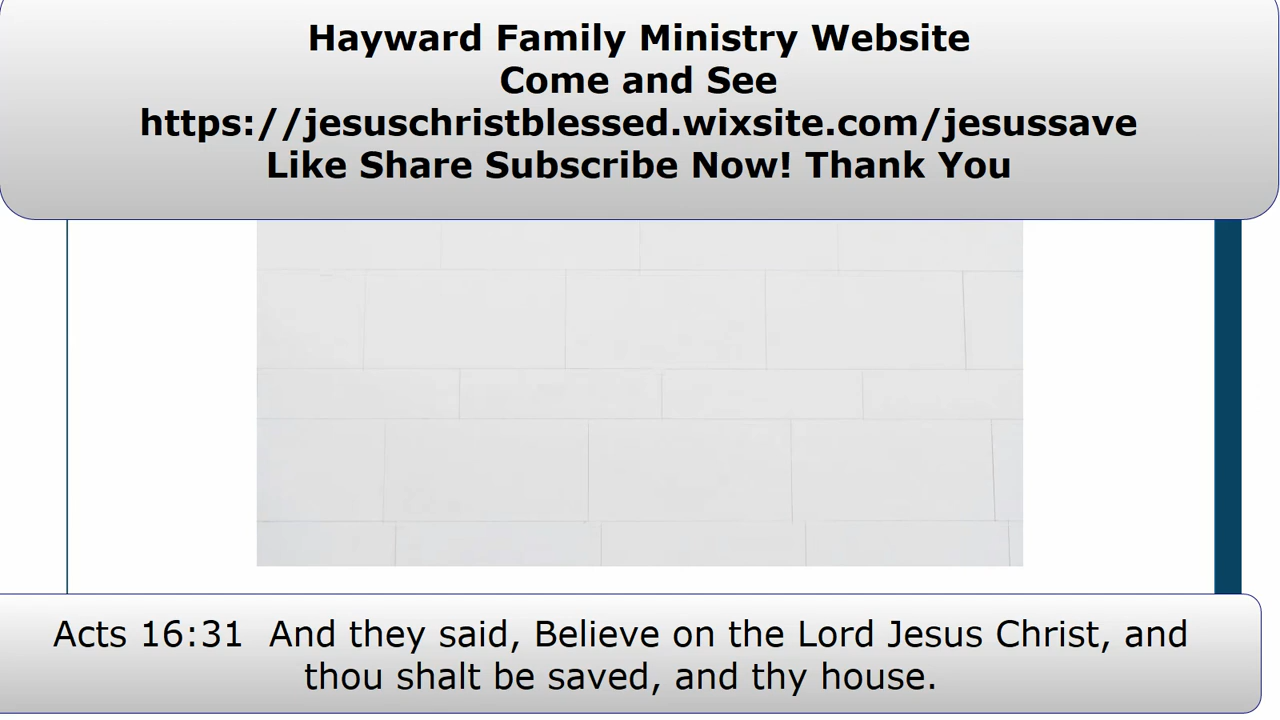 Hayward Family Ministry Website
Come and See
https://jesuschristblessed.wixsite.com/jesussave
Like Share Subscribe Now! Thank You
Acts 16:31  And they said, Believe on the Lord Jesus Christ, and
thou shalt be saved, and thy house.